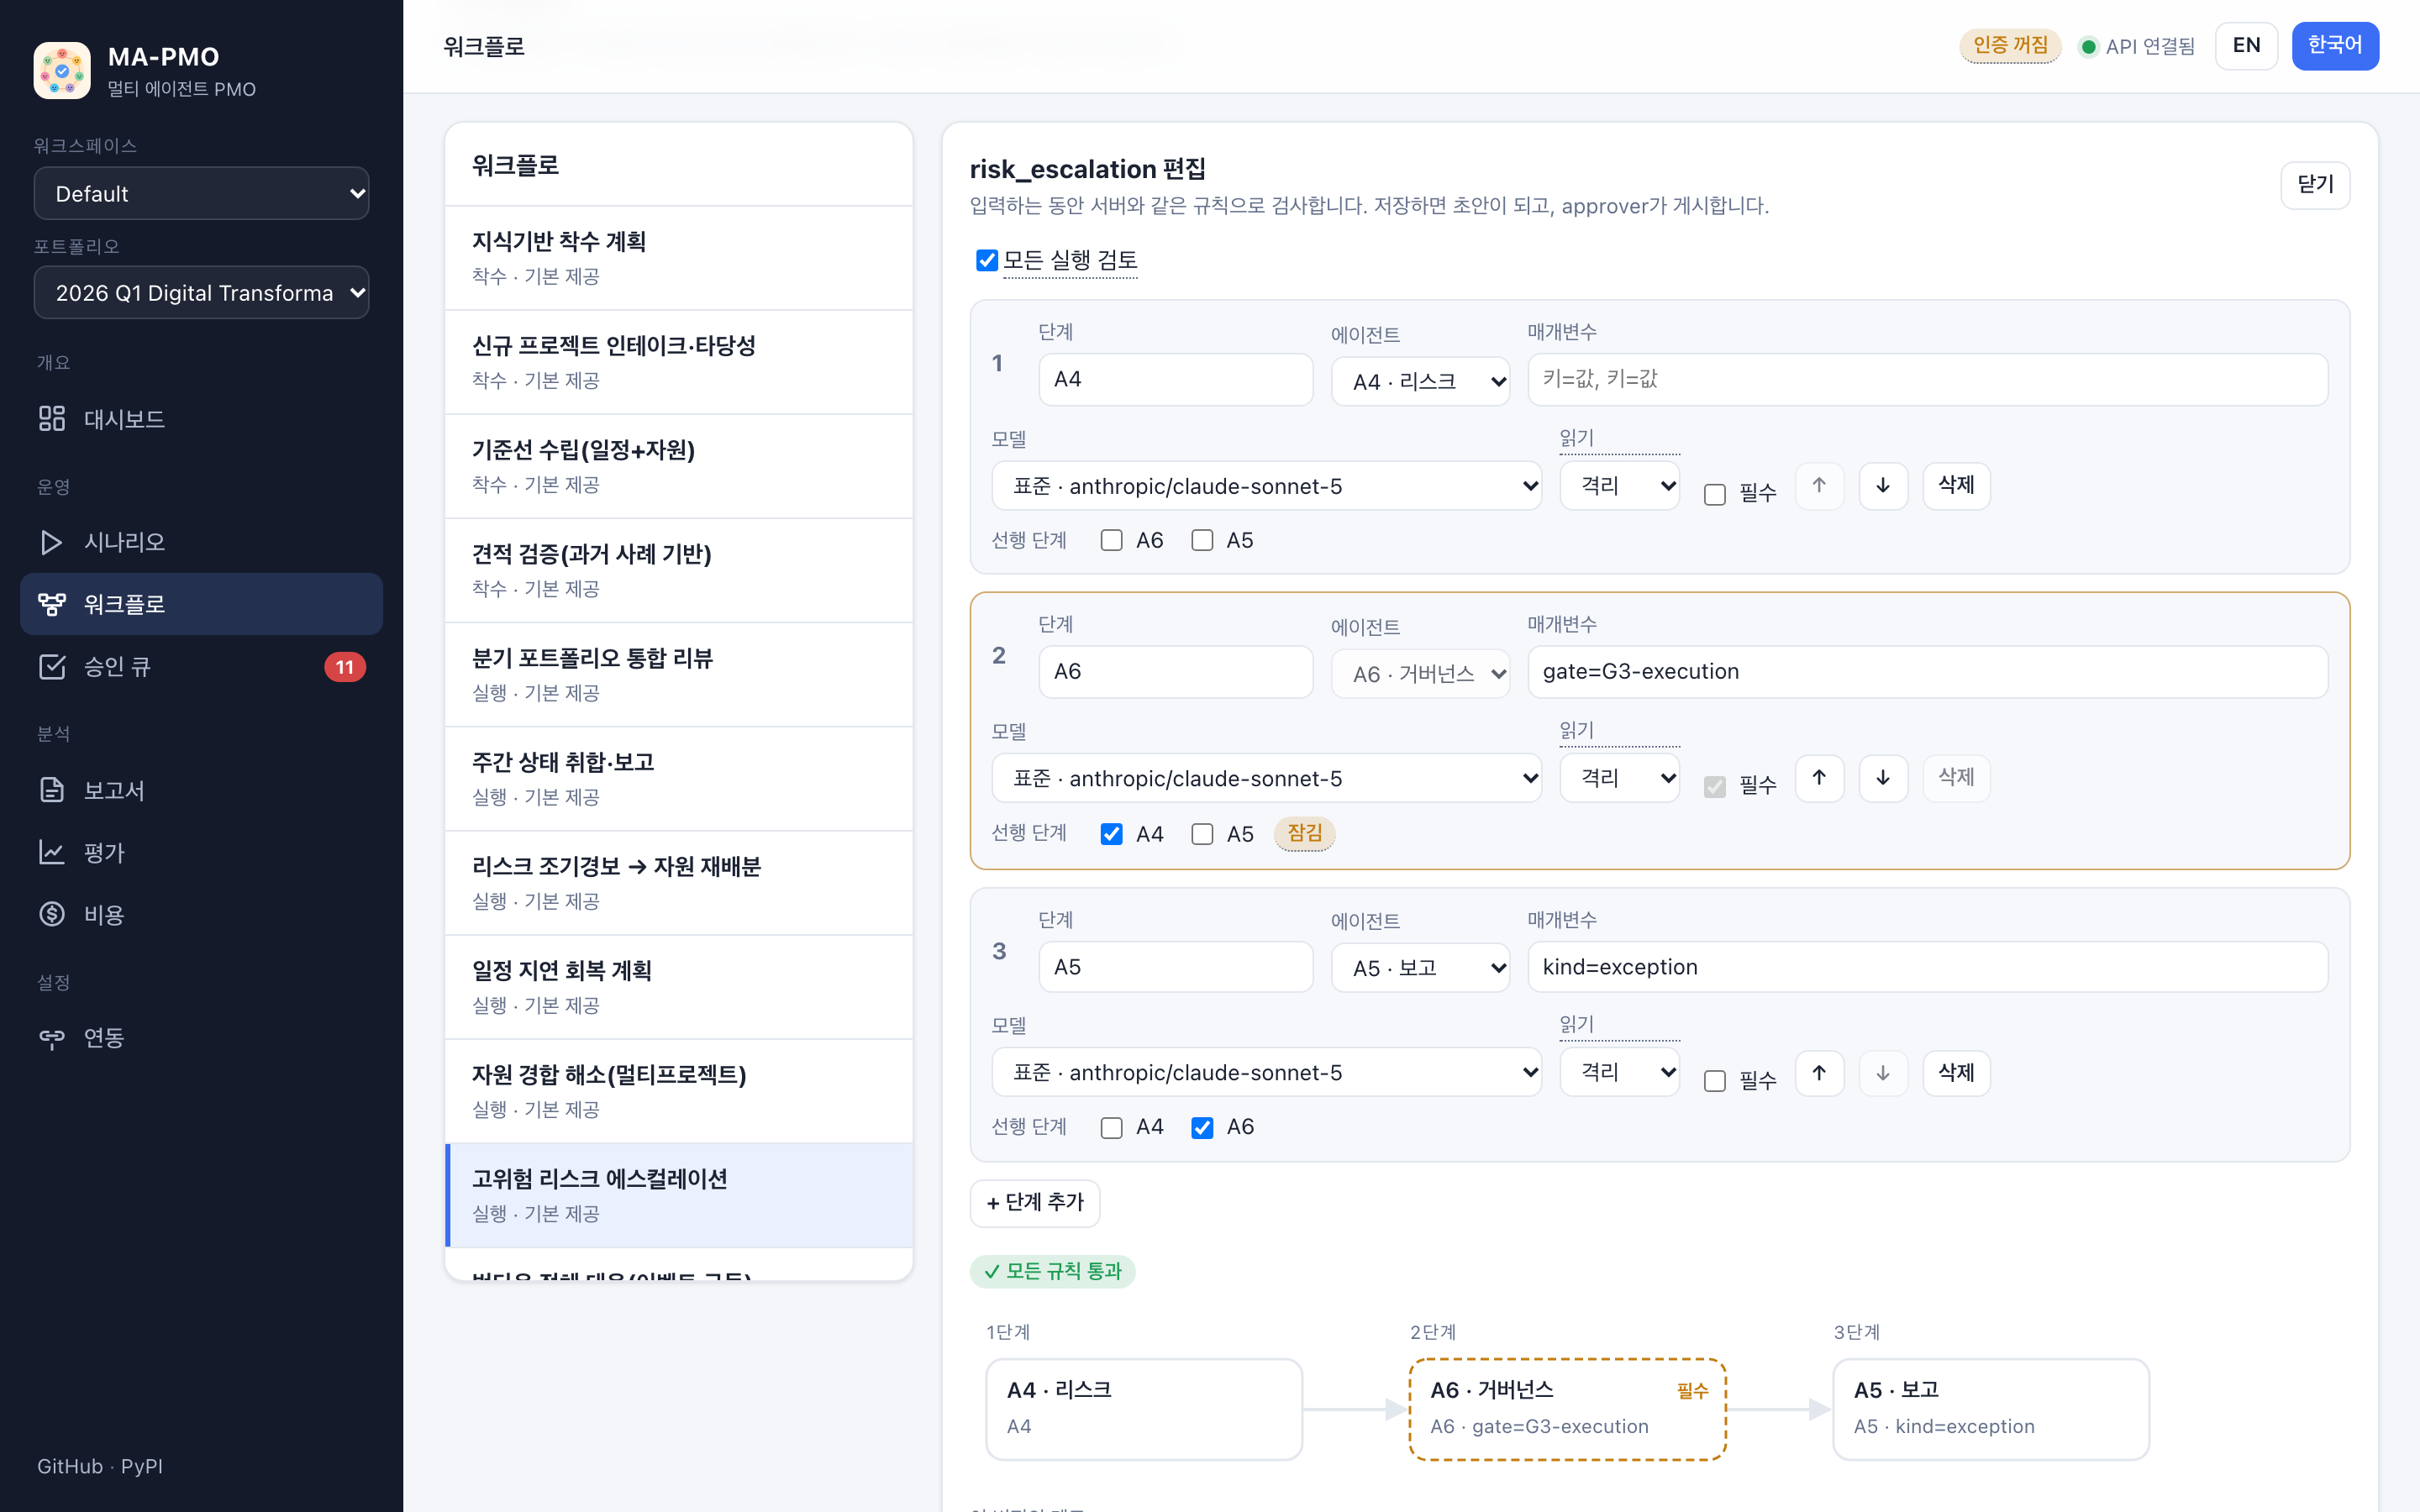 MA-PMO
멀티 에이전트 PMO
워크스페이스
Default
포트폴리오
2026 Q1 Digital Transforma
개요
대시보드
운영
시나리오
워크플로
승인 큐
11
분석
보고서
평가
비용
설정
연동
GitHub · PyPI
워크플로
인증 꺼짐
API 연결됨
EN
한국어
워크플로
지식기반 착수 계획
착수 · 기본 제공
신규 프로젝트 인테이크·타당성
착수 · 기본 제공
기준선 수립(일정+자원)
착수 · 기본 제공
견적 검증(과거 사례 기반)
착수 · 기본 제공
분기 포트폴리오 통합 리뷰
실행 · 기본 제공
주간 상태 취합·보고
실행 · 기본 제공
리스크 조기경보 → 자원 재배분
실행 · 기본 제공
일정 지연 회복 계획
실행 · 기본 제공
자원 경합 해소(멀티프로젝트)
실행 · 기본 제공
고위험 리스크 에스컬레이션
실행 · 기본 제공
risk_escalation 편집
입력하는 동안 서버와 같은 규칙으로 검사합니다. 저장하면 초안이 되고, approver가 게시합니다.
닫기
모든 실행 검토
1
단계
에이전트
매개변수
A4
A4 · 리스크
키=값, 키=값
모델
읽기
표준 · anthropic/claude-sonnet-5
격리
필수
↑
↓
삭제
선행 단계
A6
A5
2
단계
에이전트
매개변수
A6
A6 · 거버넌스
gate=G3-execution
모델
읽기
표준 · anthropic/claude-sonnet-5
격리
필수
↑
↓
삭제
선행 단계
A4
A5
잠김
3
단계
에이전트
매개변수
A5
A5 · 보고
kind=exception
모델
읽기
표준 · anthropic/claude-sonnet-5
격리
필수
↑
↓
삭제
선행 단계
A4
A6
+ 단계 추가
✓ 모든 규칙 통과
1단계
A4 · 리스크
A4
2단계
A6 · 거버넌스
필수
A6 · gate=G3-execution
3단계
A5 · 보고
A5 · kind=exception